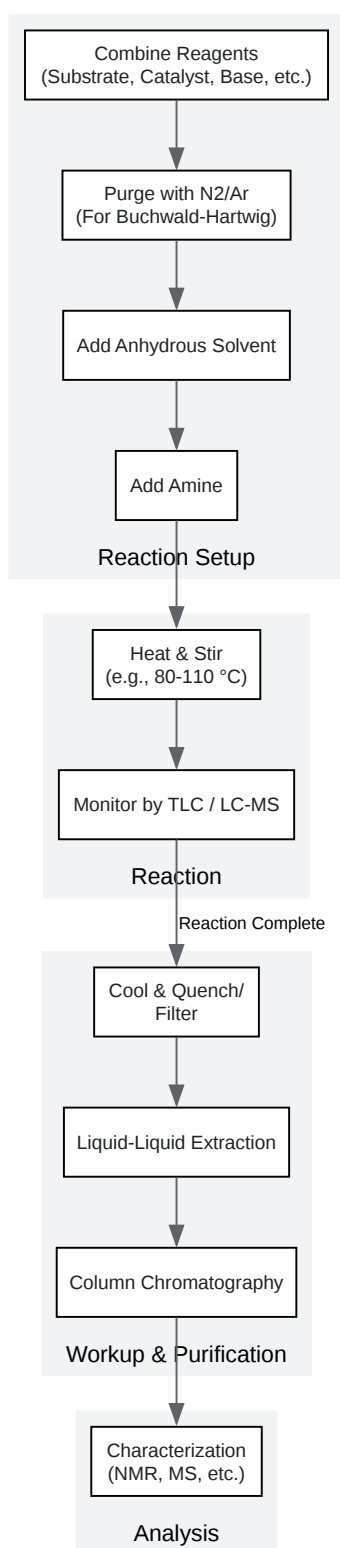 Combine Reagents
(Substrate, Catalyst, Base, etc.)
Purge with N2/Ar
(For Buchwald-Hartwig)
Add Anhydrous Solvent
Add Amine
Reaction Setup
Heat & Stir
(e.g., 80-110 °C)
Monitor by TLC / LC-MS
Reaction
Reaction Complete
Cool & Quench/
Filter
Liquid-Liquid Extraction
Column Chromatography
Workup & Purification
Characterization
(NMR, MS, etc.)
Analysis